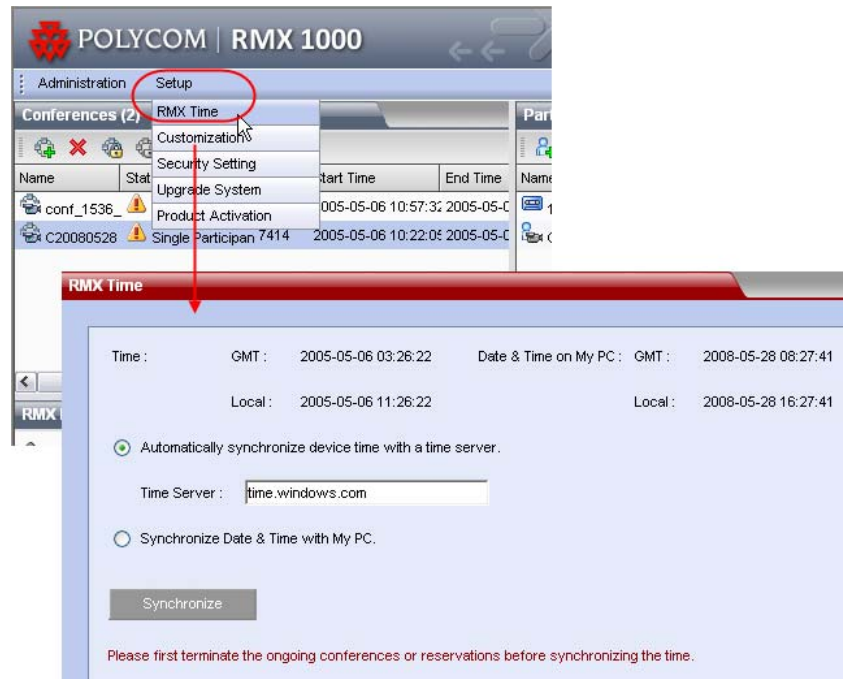 POLYCOM | RMX 1000
Administration Setup
Conferences (2)
RMX Time
Customization
Security Setting
Upgrade System
Product Activation
Name Start Time End Time Name
conf_1536_ 2005-05-06 10:57:32 2005-05-0
C20080528 Single Participan 7414 2005-05-06 10:22:05 2005-05-0
RMX
RMX Time
Time : GMT : 2005-05-06 03:26:22 Date & Time on My PC : GMT : 2008-05-28 08:27:41
Local : 2005-05-06 11:26:22 Local : 2008-05-28 16:27:41
Automatically synchronize device time with a time server.
Time Server : time.windows.com
Synchronize Date & Time with My PC.
Synchronize
Please first terminate the ongoing conferences or reservations before synchronizing the time.